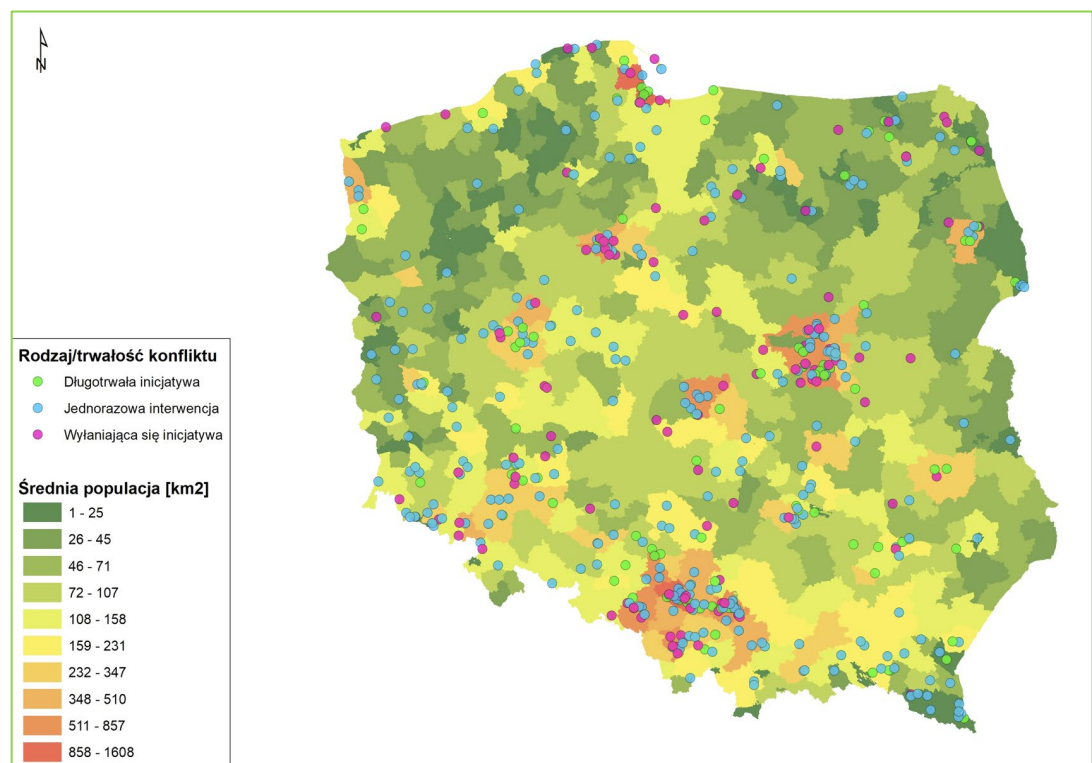 N
Rodzaj/trwałość konfliktu
Długotrwała inicjatywa
Jednorazowa interwencja
Wyłaniająca się inicjatywa
Średnia populacja [km2]
1 - 25
26 - 45
46 - 71
72 - 107
108 - 158
159 - 231
232 - 347
348 - 510
511 - 857
858 - 1608